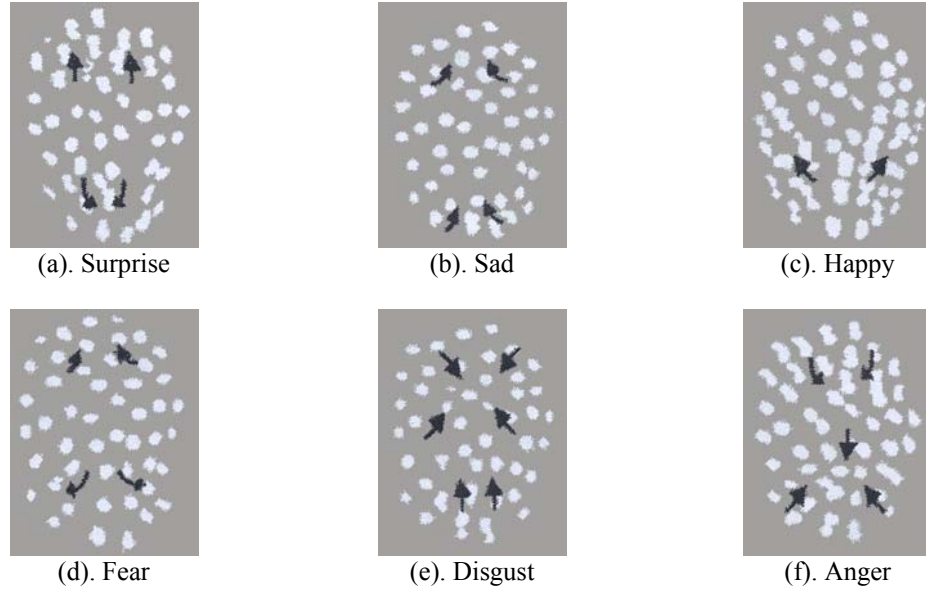 (a). Surprise
(b). Sad
(c). Happy
(d). Fear
(e). Disgust
(f). Anger